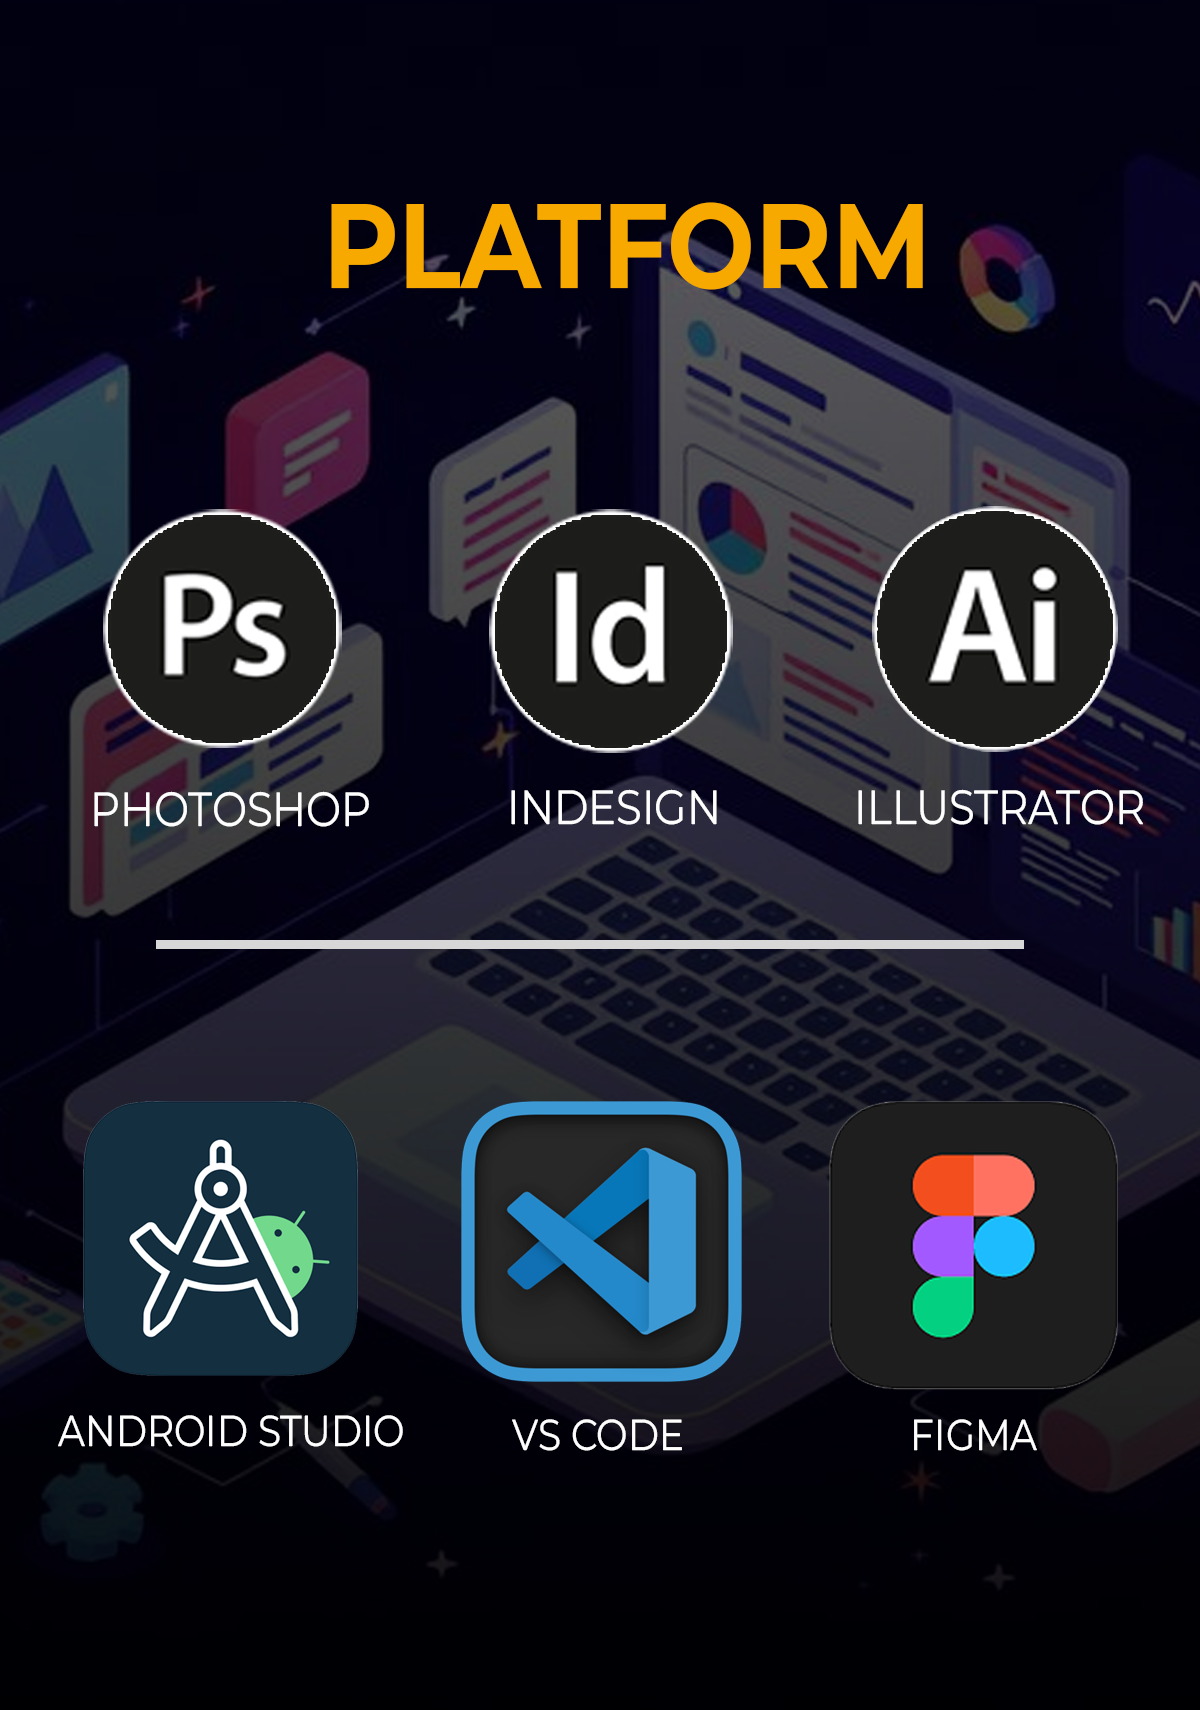 PLATFORM
Ps
Id
Ai
PHOTOSHOP
INDESIGN
ILLUSTRATOR
ANDROID STUDIO
VS CODE
FIGMA